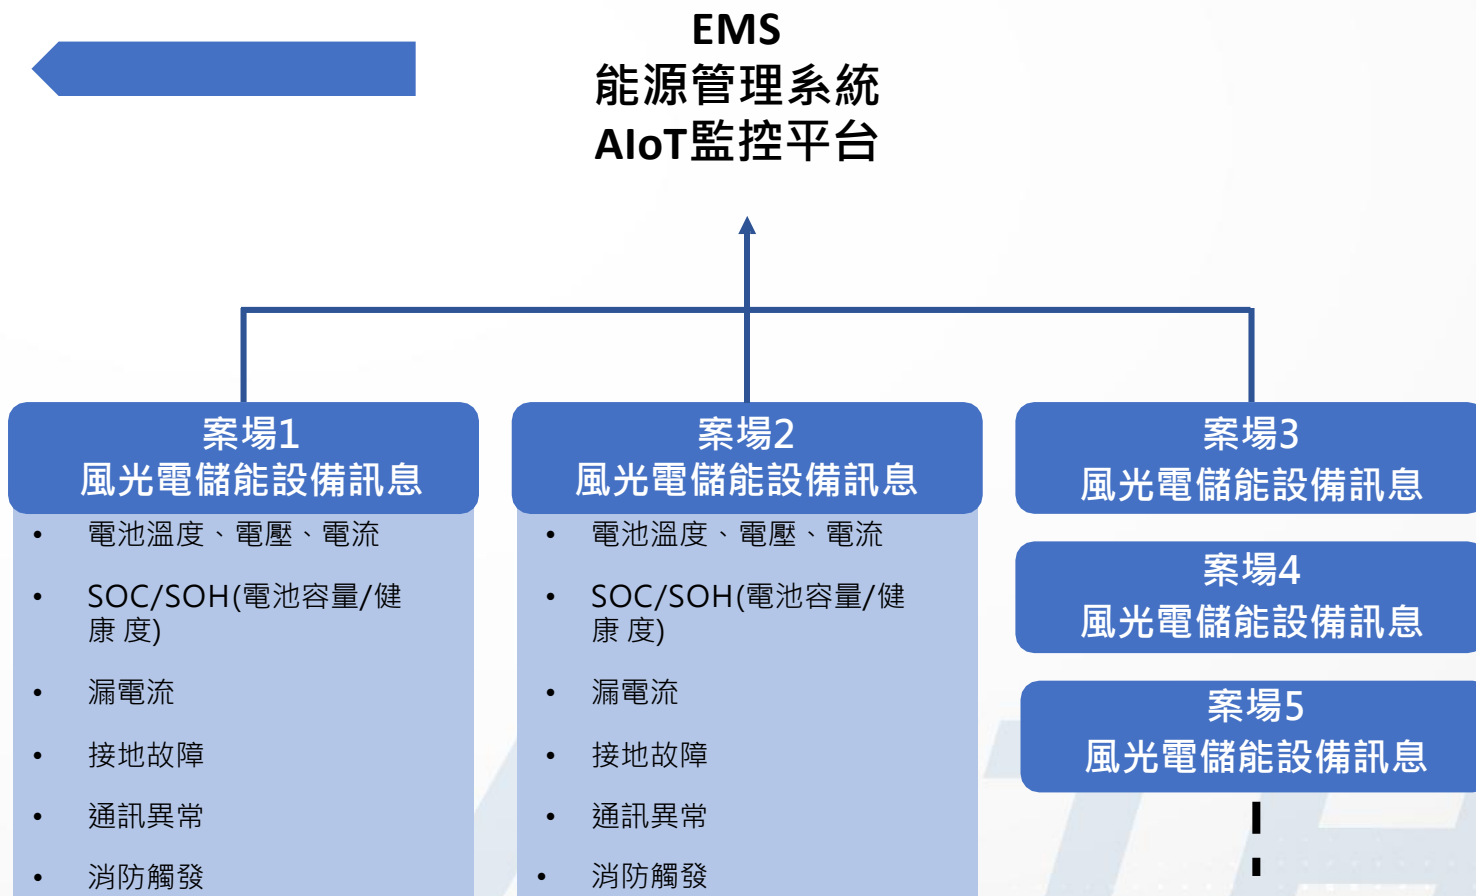 EMS
能源管理系統
AIoT監控平台
案場1
風光電儲能設備訊息
• 電池溫度、電壓、電流
• SOC/SOH(電池容量/健
康 度)
• 漏電流
• 接地故障
• 通訊異常
• 消防觸發
案場2
風光電儲能設備訊息
• 電池溫度、電壓、電流
• SOC/SOH(電池容量/健
康 度)
• 漏電流
• 接地故障
• 通訊異常
• 消防觸發
案場3
風光電儲能設備訊息
案場4
風光電儲能設備訊息
案場5
風光電儲能設備訊息